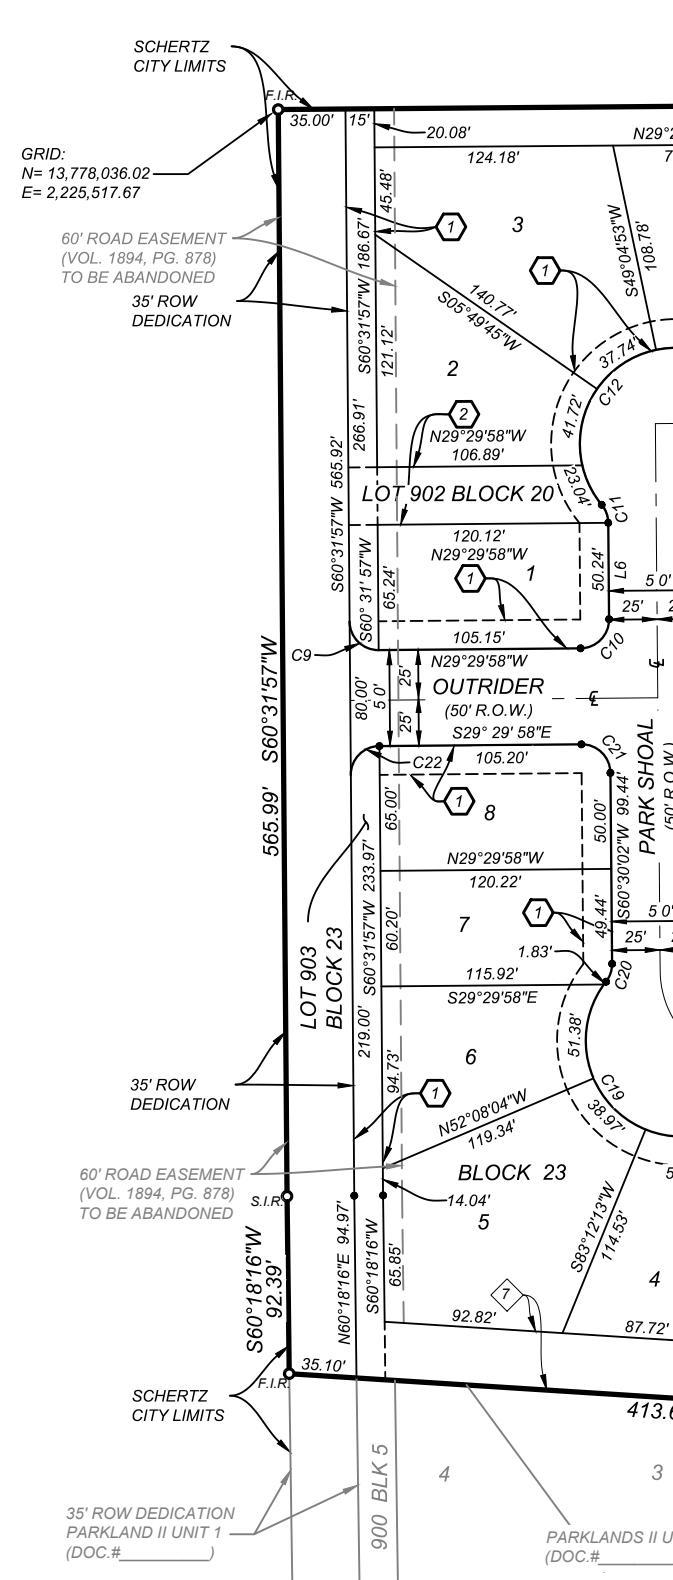 SCHERTZ
CITY LIMITS
F.I.R.
35.00'
15'
20.08'
N29°2
124.18'
7
GRID:
N= 13,778,036.02
E= 2,225,517.67
45.48'
1
3
S49°04'53"W
108.78'
60' ROAD EASEMENT
(VOL. 1894, PG. 878)
TO BE ABANDONED
1
35' ROW
DEDICATION
S60°31'57"W 186.67'
121.12'
140.77'
S05°49'45"W
37.74'
C12
2
41.72'
2
266.91'
N29°29'58"W
106.89'
23.04'
LOT 902 BLOCK 20
C11
S60°31'57"W 565.92'
S60° 31' 57"W
65.24'
120.12'
N29°29'58"W
1
1
50.24'
L6
5 0'
25'
2
105.15'
N29°29'58"W
C10
C9
S60°31'57"W
565.99'
80.00'
5 0'
25'
25'
OUTRIDER
(50' R.O.W.)
℄
℄
S29° 29' 58"E
105.20'
C22
C21
PARK SHOAL
(50' R.O.W.)
65.00'
1
8
50.00'
S60°30'02"W 99.44'
N29°29'58"W
120.22'
S60°31'57"W 233.97'
60.20'
7
1
49.44'
5 0'
25'
2
1.83'
115.92'
S29°29'58"E
C20
LOT 903
BLOCK 23
219.00'
51.38'
6
94.73'
C19
35' ROW
DEDICATION
1
N52°08'04"W
119.34'
38.97'
60' ROAD EASEMENT
(VOL. 1894, PG. 878)
TO BE ABANDONED
BLOCK 23
5
S.I.R.
14.04'
5
S60°18'16"W
92.39'
N60°18'16"E 94.97'
S60°18'16"W
65.85'
S83°12'13"W
114.53'
4
7
92.82'
87.72'
35.10'
F.I.R.
SCHERTZ
CITY LIMITS
413.6
900 BLK 5
4
3
35' ROW DEDICATION
PARKLAND II UNIT 1
(DOC.#__________)
PARKLANDS II U
(DOC.#________